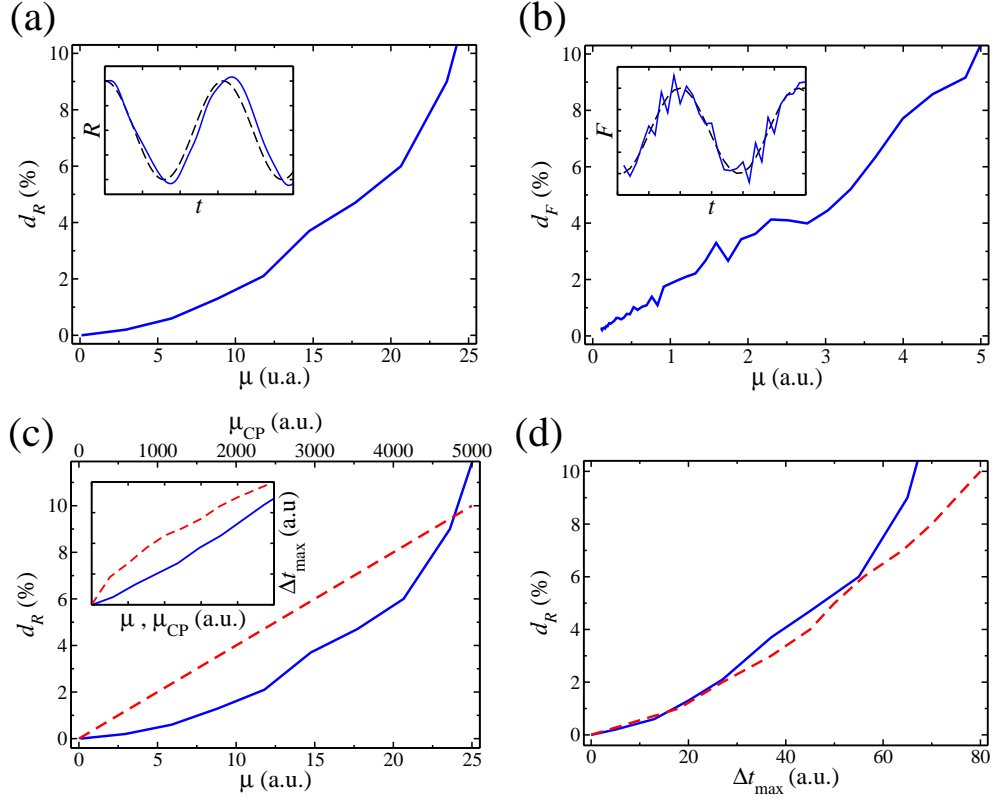 (a)
10
8
6
4
2
0
d_R (%)
R
t
0 5 10 15 20 25
μ (u.a.)
(b)
10
8
6
4
2
0
d_F (%)
F
t
0 1 2 3 4 5
μ (a.u.)
(c)
μ_CP (a.u.)
0 1000 2000 3000 4000 5000
10
8
6
4
2
0
d_R (%)
Δt_max (a.u)
μ , μ_CP (a.u.)
0 5 10 15 20 25
μ (a.u.)
(d)
10
8
6
4
2
0
d_R (%)
0 20 40 60 80
Δt_max (a.u.)